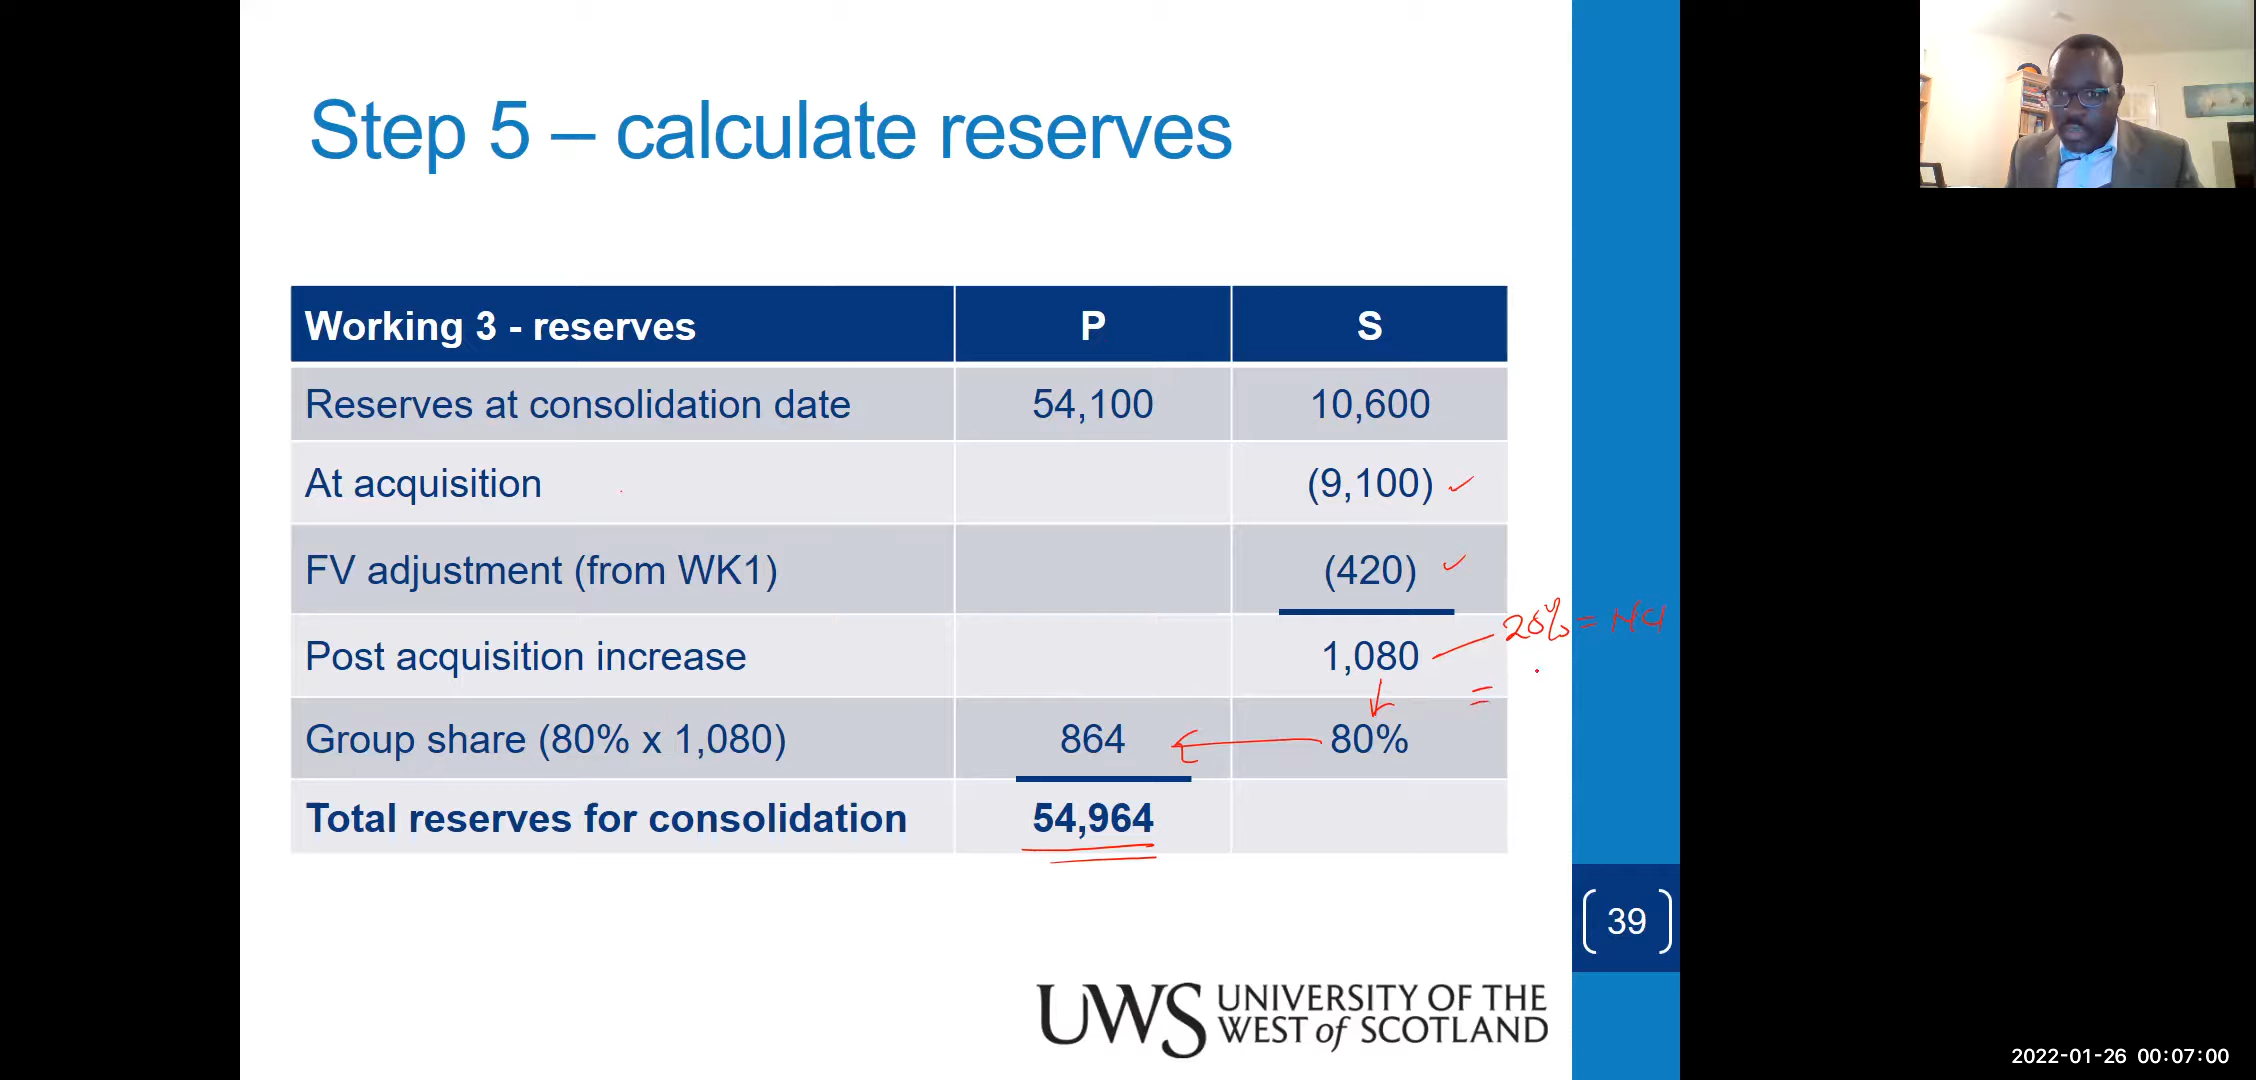 Step 5 – calculate reserves
Working 3 - reserves P S
Reserves at consolidation date 54,100 10,600
At acquisition (9,100)
FV adjustment (from WK1) (420)
20% = NCI
Post acquisition increase 1,080
=
Group share (80% x 1,080) 864 80%
Total reserves for consolidation 54,964
39
UWS UNIVERSITY OF THE
WEST of SCOTLAND
2022-01-26 00:07:00